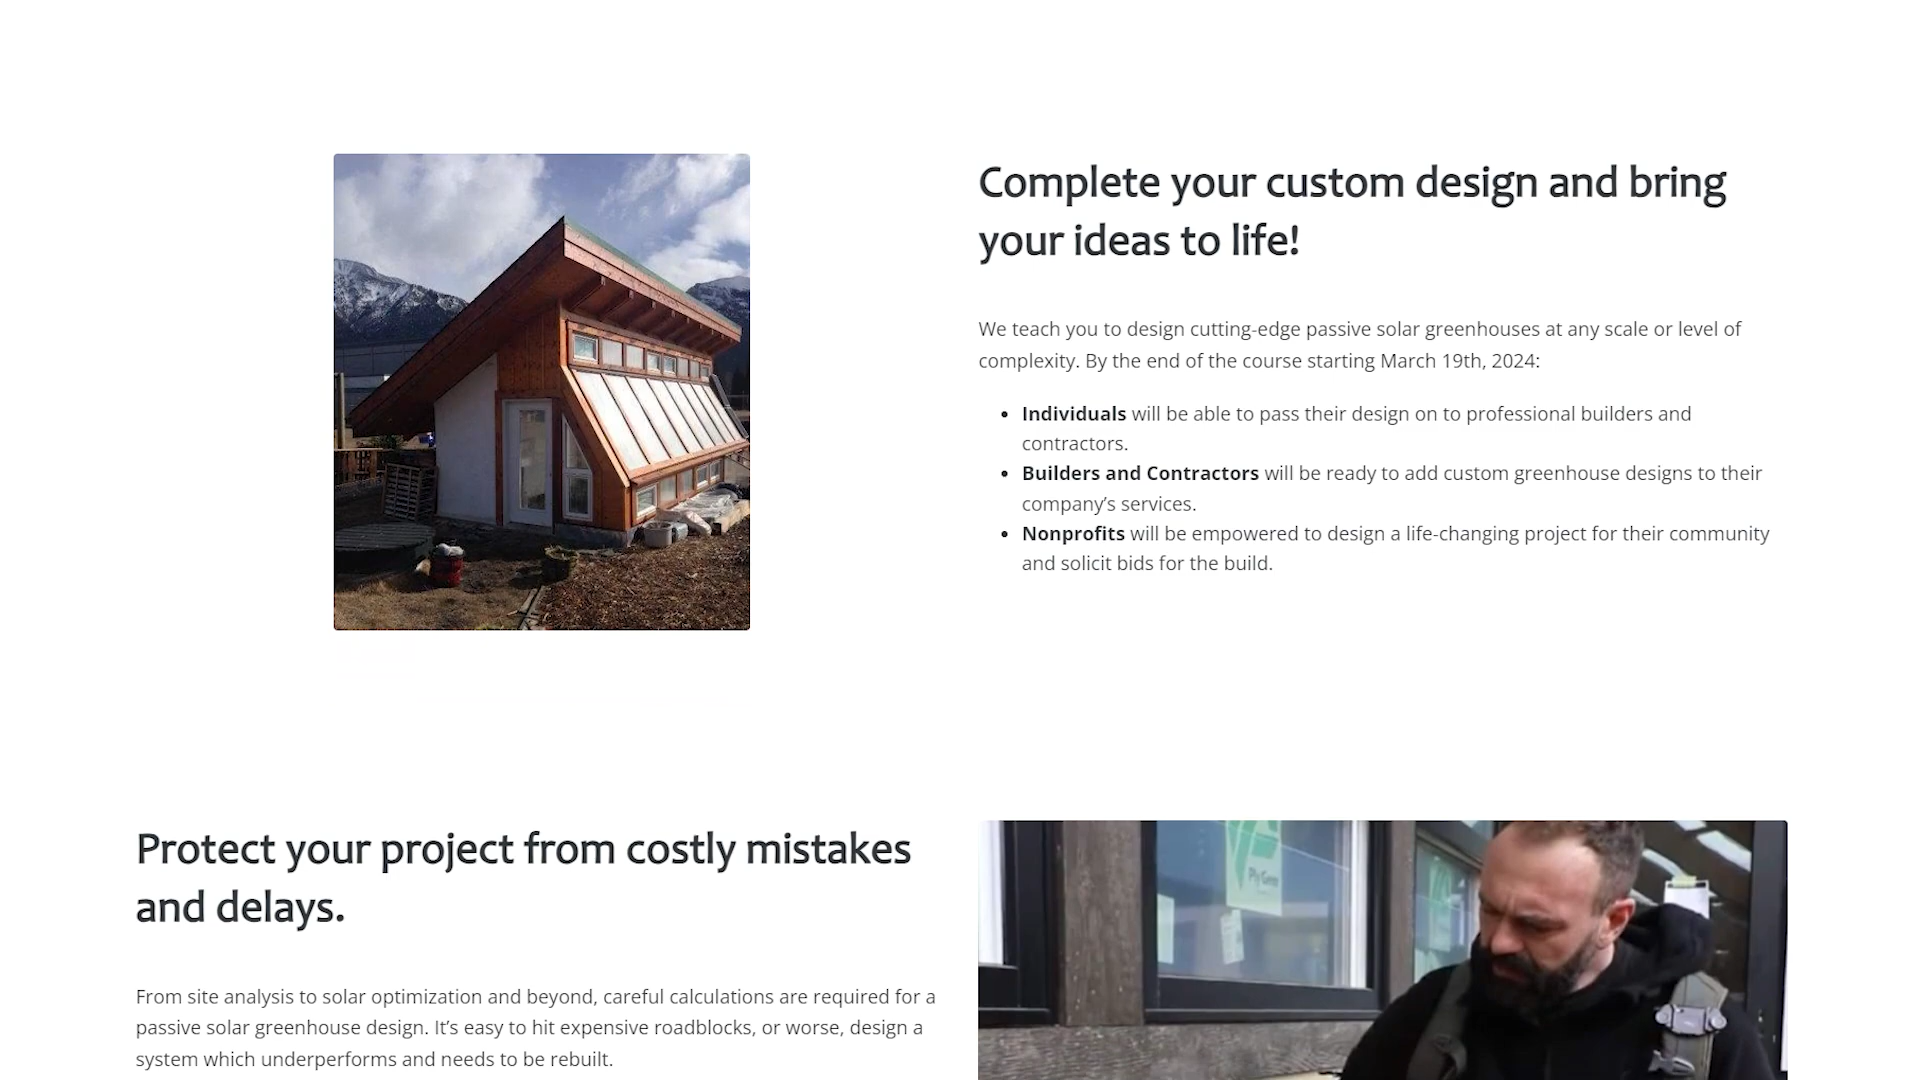 Complete your custom design and bring
your ideas to life!
We teach you to design cutting-edge passive solar greenhouses at any scale or level of
complexity. By the end of the course starting March 19th, 2024:
• Individuals will be able to pass their design on to professional builders and
contractors.
• Builders and Contractors will be ready to add custom greenhouse designs to their
company’s services.
• Nonprofits will be empowered to design a life-changing project for their community
and solicit bids for the build.
Protect your project from costly mistakes
and delays.
From site analysis to solar optimization and beyond, careful calculations are required for a
passive solar greenhouse design. It’s easy to hit expensive roadblocks, or worse, design a
system which underperforms and needs to be rebuilt.
Ply Gem